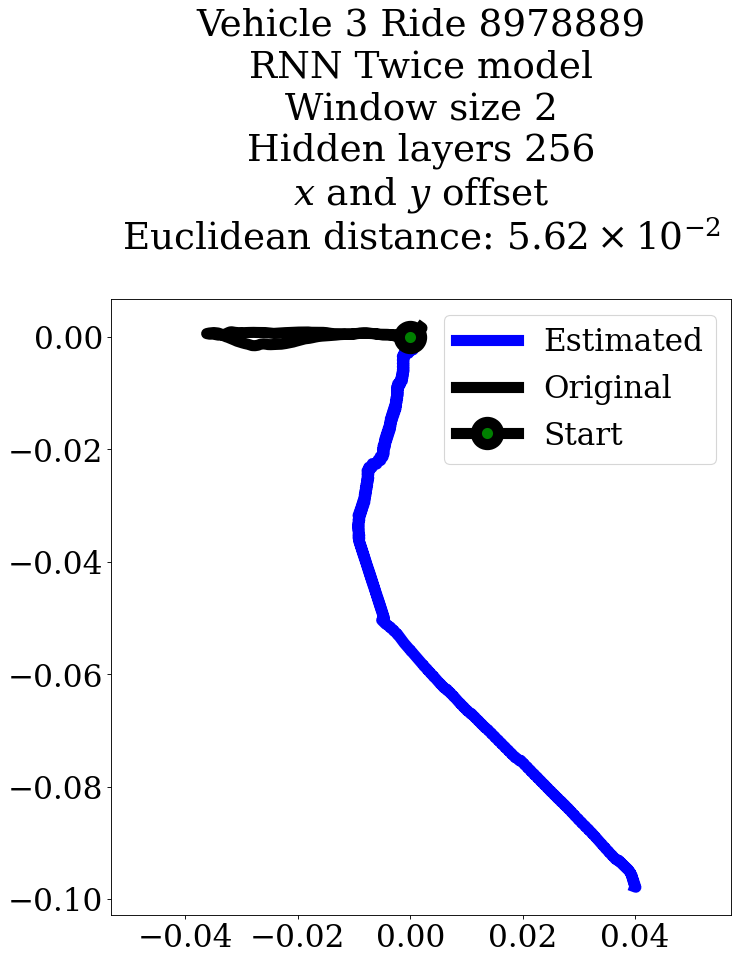 Vehicle 3 Ride 8978889
RNN Twice model
Window size 2
Hidden layers 256
x and y offset
Euclidean distance: 5.62 × 10⁻²
Estimated
Original
Start
0.00
−0.02
−0.04
−0.06
−0.08
−0.10
−0.04
−0.02
0.00
0.02
0.04